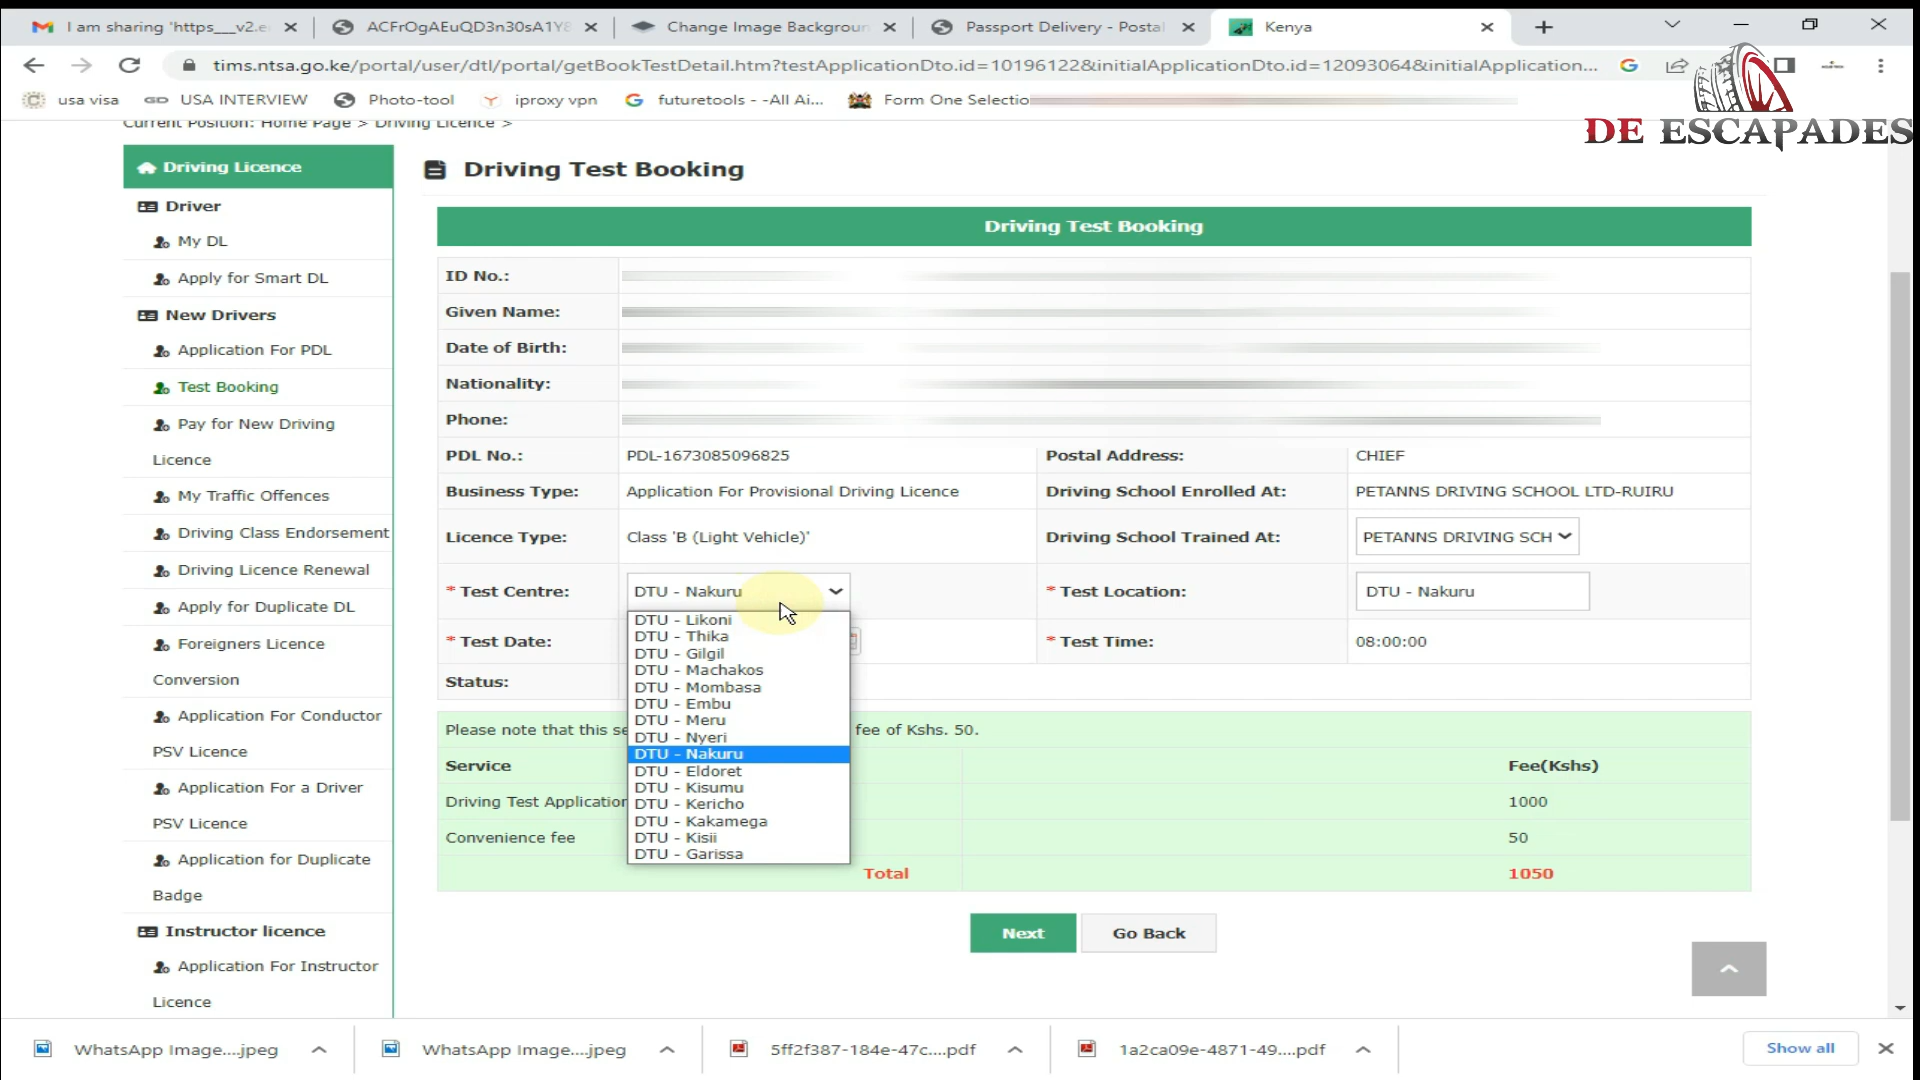 I am sharing 'https___v2.e
ACFrOgAEuQD3n30sA1Y
Change Image Backgroun
Passport Delivery - Postal
Kenya
tims.ntsa.go.ke/portal/user/dtl/portal/getBookTestDetail.htm?testApplicationDto.id=10196122&initialApplicationDto.id=12093064&initialApplication...
usa visa
USA INTERVIEW
Photo-tool
iproxy vpn
futuretools - -All Ai...
Form One Selectio
DE ESCAPADES
Current Position: Home Page > Driving Licence >
Driving Licence
Driver
My DL
Apply for Smart DL
New Drivers
Application For PDL
Test Booking
Pay for New Driving
Licence
My Traffic Offences
Driving Class Endorsement
Driving Licence Renewal
Apply for Duplicate DL
Foreigners Licence
Conversion
Application For Conductor
PSV Licence
Application For a Driver
PSV Licence
Application for Duplicate
Badge
Instructor licence
Application For Instructor
Licence
Driving Test Booking
Driving Test Booking
ID No.:
Given Name:
Date of Birth:
Nationality:
Phone:
PDL No.: PDL-1673085096825 Postal Address: CHIEF
Business Type: Application For Provisional Driving Licence Driving School Enrolled At: PETANNS DRIVING SCHOOL LTD-RUIRU
Licence Type: Class 'B (Light Vehicle)' Driving School Trained At: PETANNS DRIVING SCH
* Test Centre: DTU - Nakuru * Test Location: DTU - Nakuru
* Test Date: * Test Time: 08:00:00
Status:
DTU - Likoni
DTU - Thika
DTU - Gilgil
DTU - Machakos
DTU - Mombasa
DTU - Embu
DTU - Meru
DTU - Nyeri
DTU - Nakuru
DTU - Eldoret
DTU - Kisumu
DTU - Kericho
DTU - Kakamega
DTU - Kisii
DTU - Garissa
Please note that this se fee of Kshs. 50.
Service Fee(Kshs)
Driving Test Application 1000
Convenience fee 50
Total 1050
Next
Go Back
WhatsApp Image....jpeg
WhatsApp Image....jpeg
5ff2f387-184e-47c....pdf
1a2ca09e-4871-49....pdf
Show all